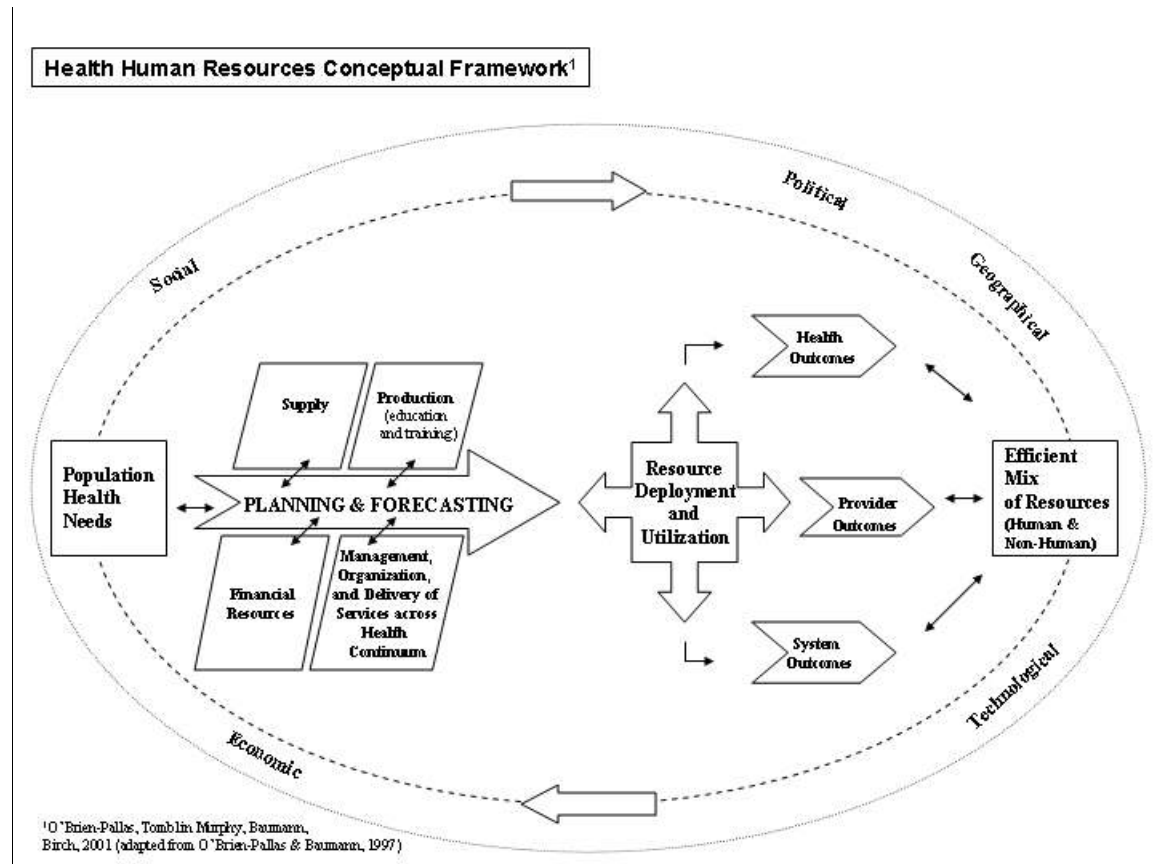 Health Human Resources Conceptual Framework¹
Political
Social
Geographical
Health
Outcomes
Supply
Production
(education
and training)
Population
Health
Needs
PLANNING & FORECASTING
Resource
Deployment
and
Utilization
Provider
Outcomes
Efficient
Mix
of Resources
(Human &
Non-Human)
Financial
Resources
Management,
Organization,
and Delivery of
Services across
Health
Continuum
System
Outcomes
Technological
Economic
¹O`Brien-Pallas, Tomblin Murphy, Baumann,
Birch, 2001 (adapted from O`Brien-Pallas & Baumann, 1997)